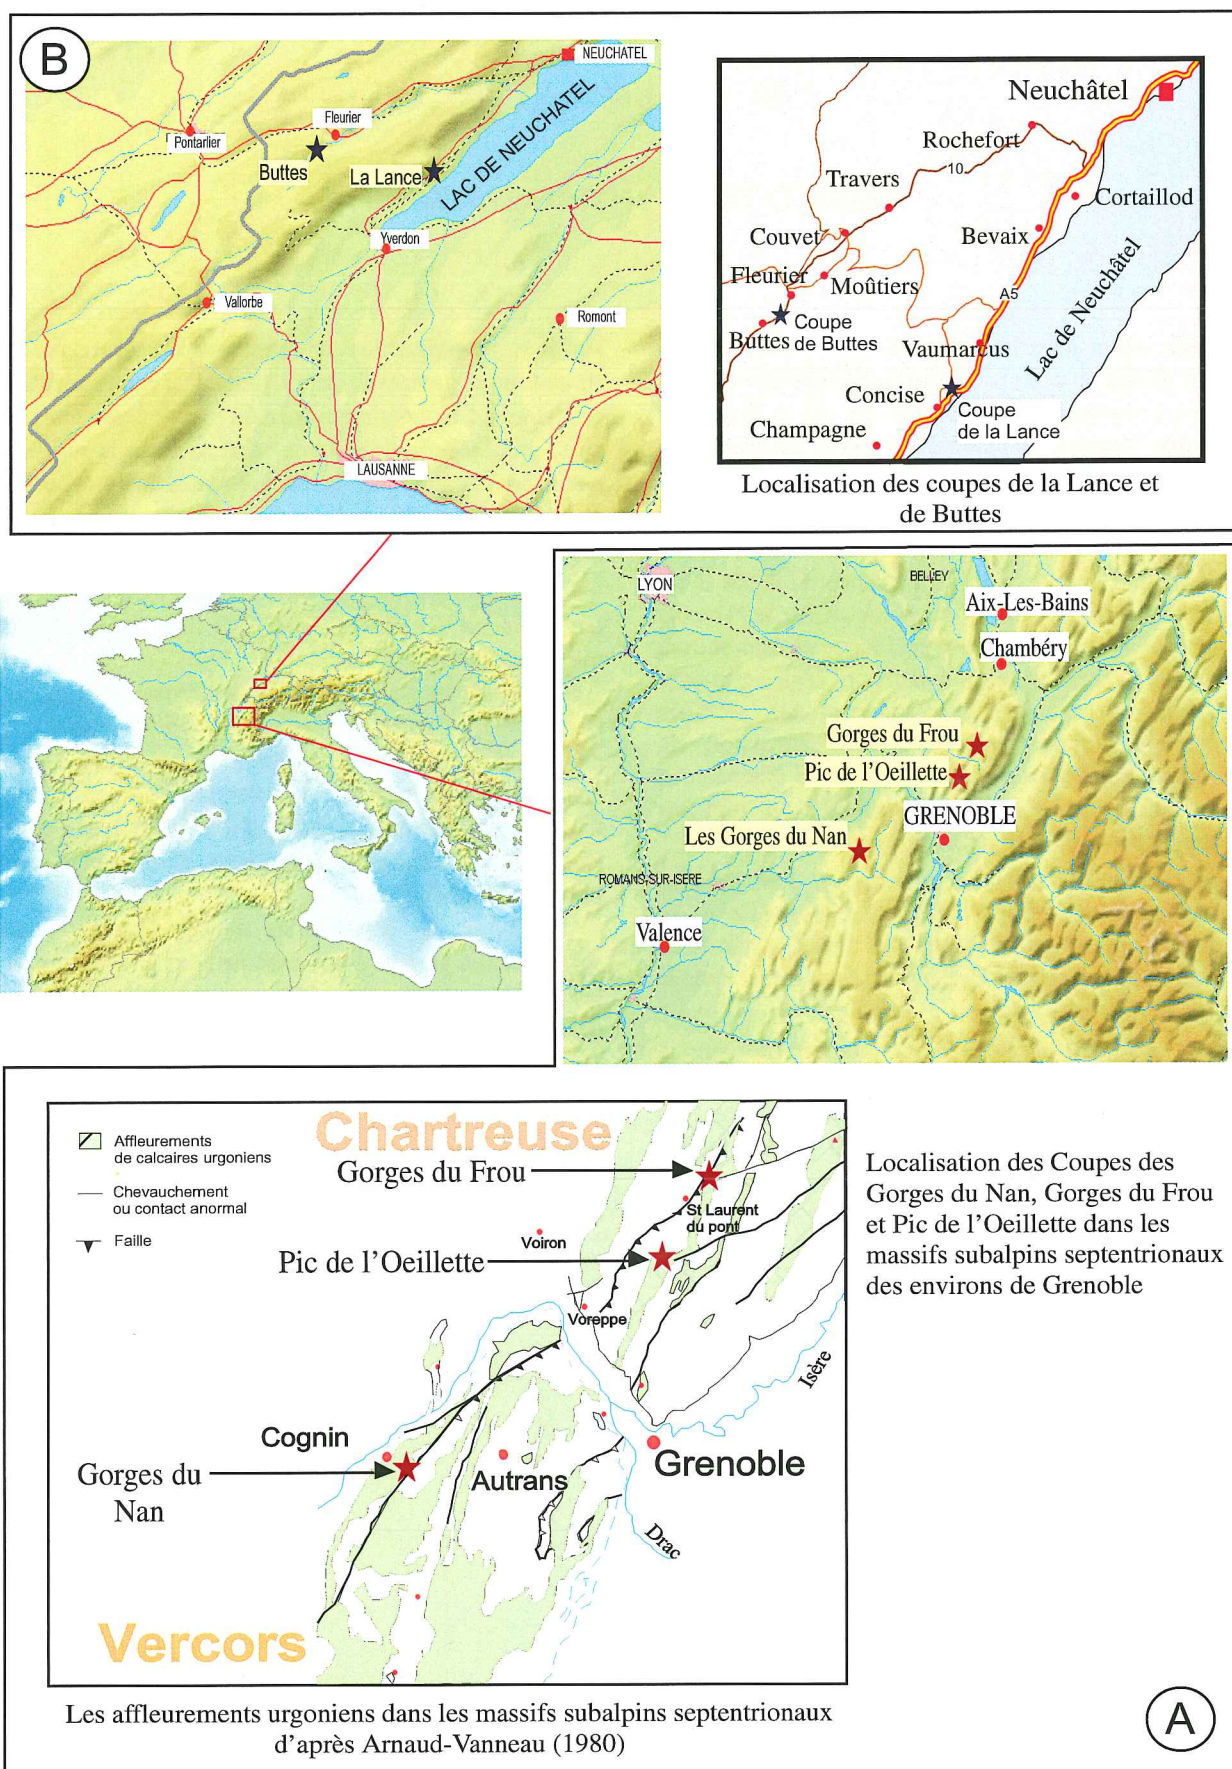 B
NEUCHATEL
Fleurier
Pontarlier
Buttes
La Lance
LAC DE NEUCHATEL
Yverdon
Vallorbe
Romont
LAUSANNE
Neuchâtel
Rochefort
10
Travers
Cortaillod
Couvet
Bevaix
Fleurier
Moûtiers
A5
Lac de Neuchâtel
Buttes
Coupe
de Buttes
Vaumarcus
Concise
Coupe
de la Lance
Champagne
Localisation des coupes de la Lance et
de Buttes
LYON
BELLEY
Aix-Les-Bains
Chambéry
Gorges du Frou
Pic de l'Oeillette
GRENOBLE
Les Gorges du Nan
ROMANS-SUR-ISERE
Valence
Affleurements
de calcaires urgoniens
Chevauchement
ou contact anormal
Faille
Chartreuse
Gorges du Frou
St Laurent
du pont
Voiron
Pic de l'Oeillette
Voreppe
Isère
Cognin
Grenoble
Autrans
Gorges du
Nan
Drac
Vercors
Localisation des Coupes des
Gorges du Nan, Gorges du Frou
et Pic de l'Oeillette dans les
massifs subalpins septentrionaux
des environs de Grenoble
Les affleurements urgoniens dans les massifs subalpins septentrionaux
d'après Arnaud-Vanneau (1980)
A